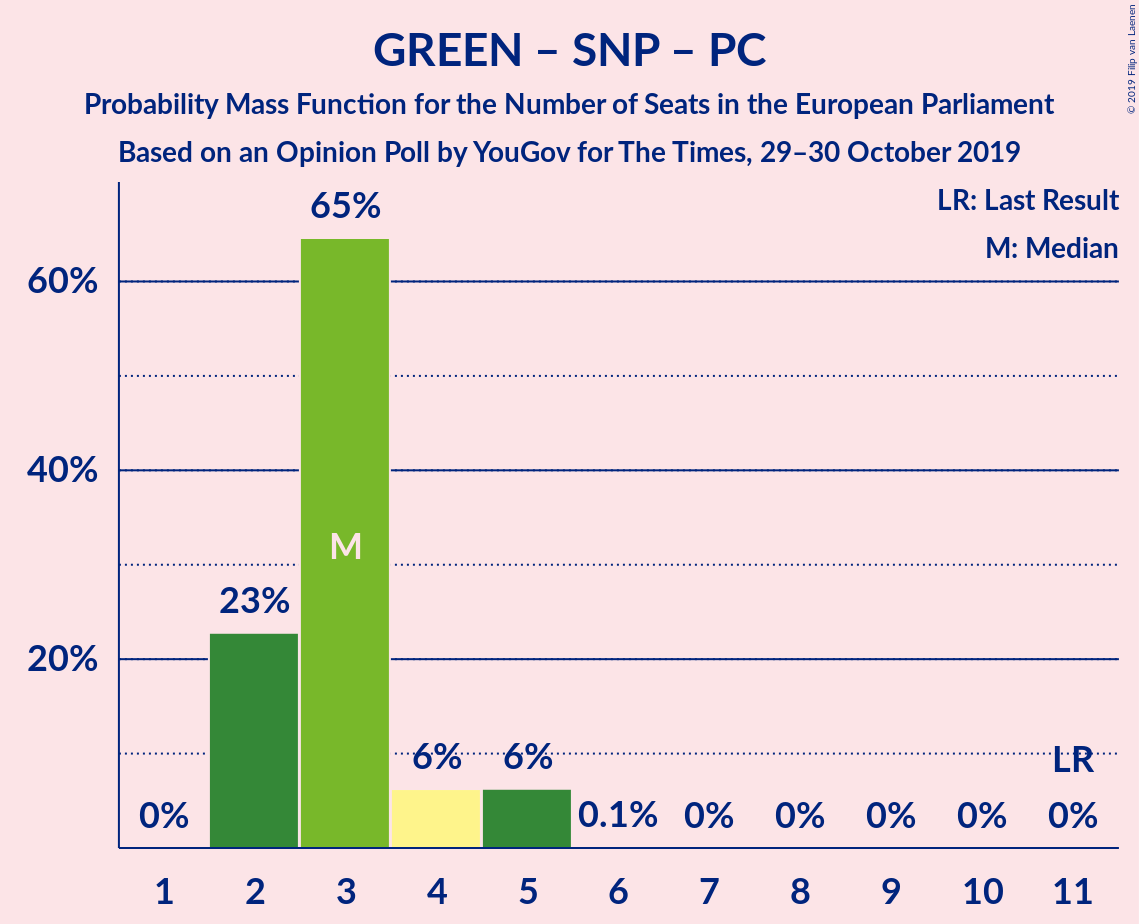 GREEN – SNP – PC
Probability Mass Function for the Number of Seats in the European Parliament
Based on an Opinion Poll by YouGov for The Times, 29–30 October 2019
© 2019 Filip van Laenen
LR: Last Result
M: Median
65%
60%
40%
M
23%
20%
6% 6% LR
0% 0.1% 0% 0% 0% 0% 0%
1 2 3 4 5 6 7 8 9 10 11